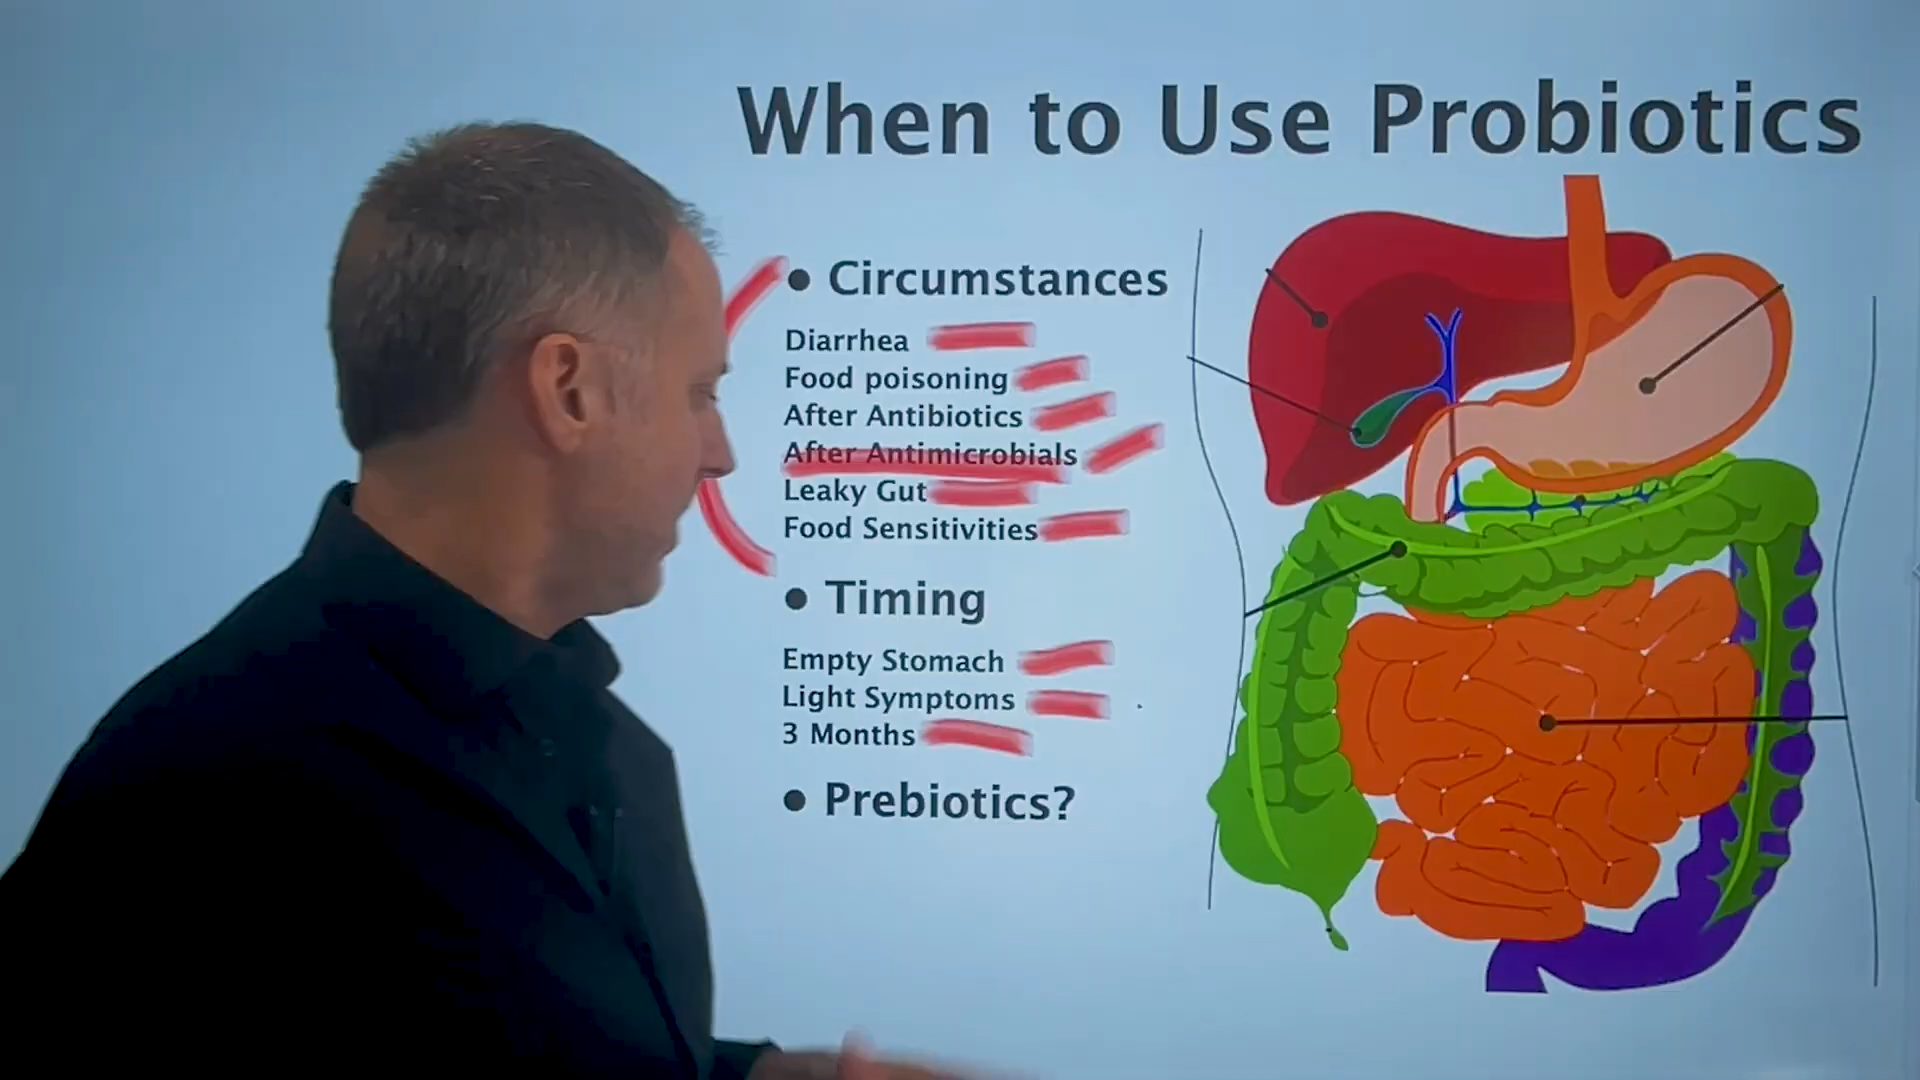 When to Use Probiotics
• Circumstances
Diarrhea
Food poisoning
After Antibiotics
After Antimicrobials
Leaky Gut
Food Sensitivities
• Timing
Empty Stomach
Light Symptoms
3 Months
• Prebiotics?